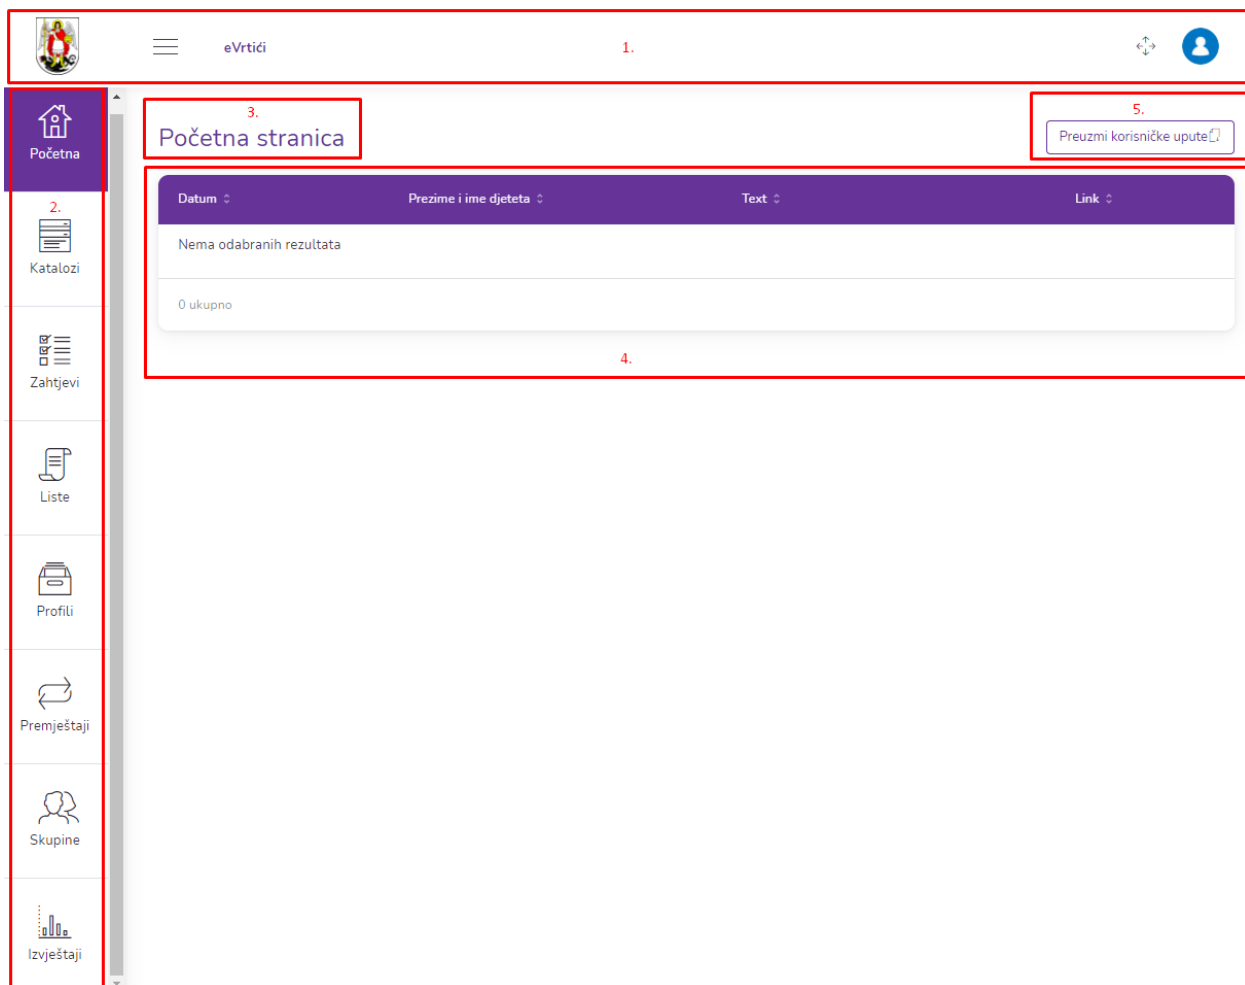 eVrtići
1.
Početna
2.
Katalozi
Zahtjevi
Liste
Profili
Premještaji
Skupine
Izvještaji
3.
Početna stranica
5.
Preuzmi korisničke upute
Datum Prezime i ime djeteta Text Link
Nema odabranih rezultata
0 ukupno
4.